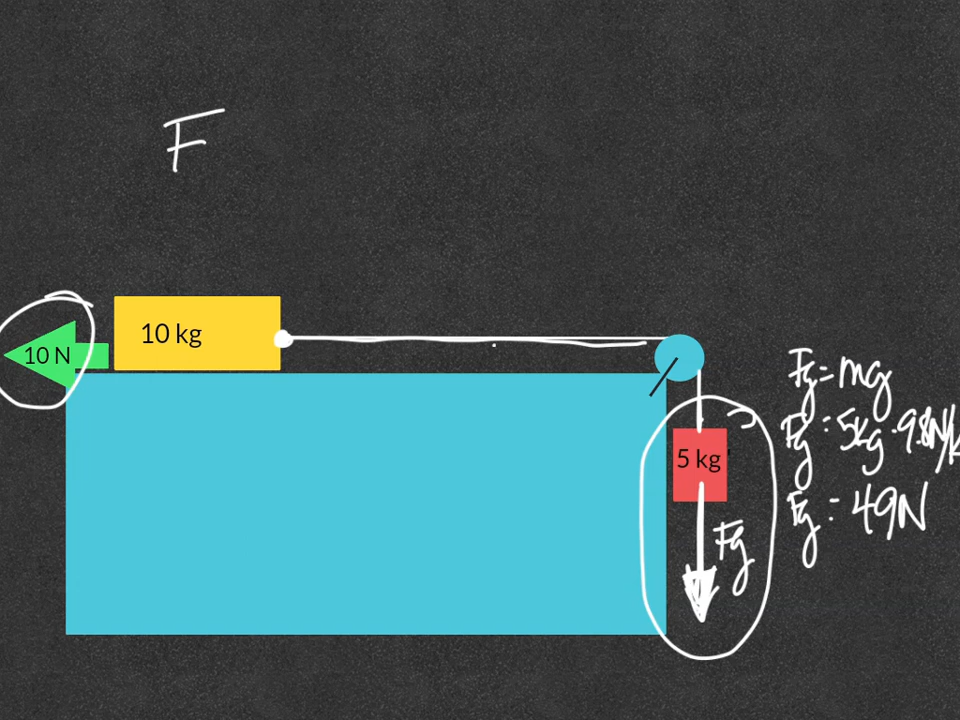 F
10 kg
10 N
5 kg
Fg
Fg = mg
Fg = 5kg · 9.8N/k
Fg = 49N